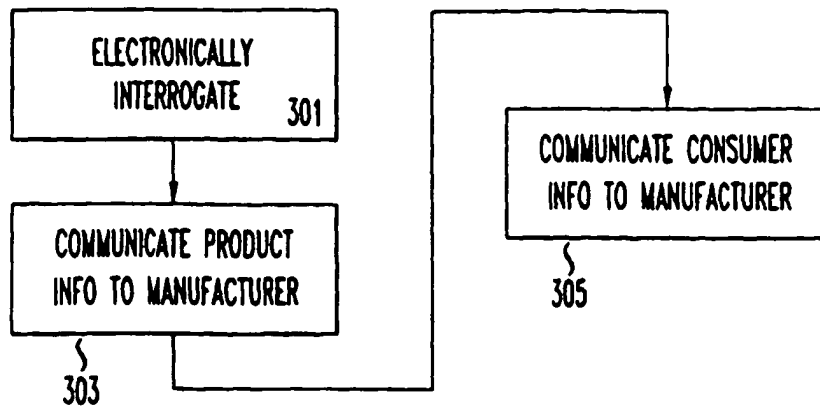 ELECTRONICALLY
INTERROGATE
301
COMMUNICATE PRODUCT
INFO TO MANUFACTURER
303
COMMUNICATE CONSUMER
INFO TO MANUFACTURER
305